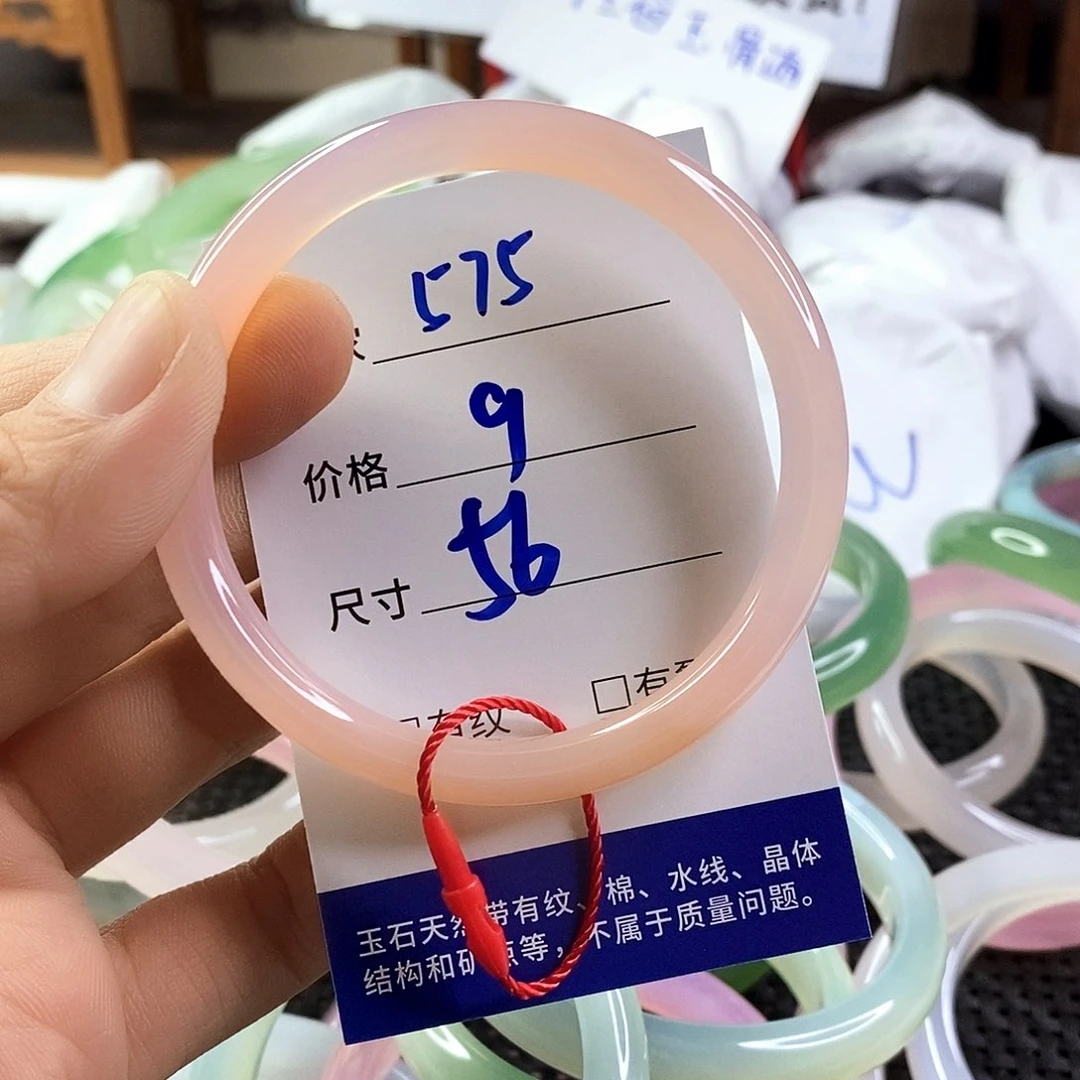 575
价格 9
尺寸 56
□有纹 □有
玉石天然带有纹、棉、水线、晶体
结构和矿点等，不属于质量问题。